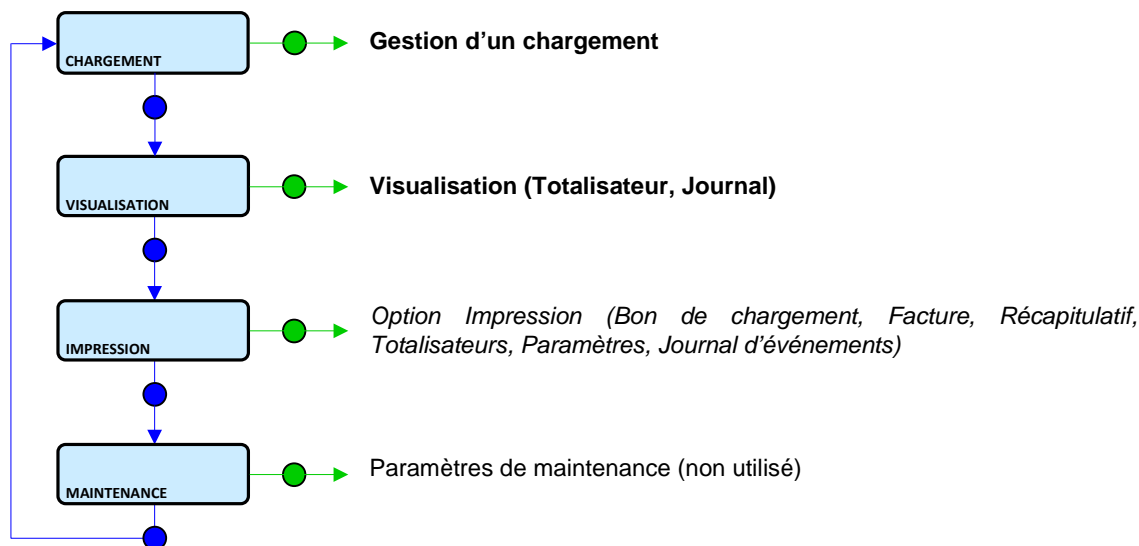 Gestion d’un chargement
CHARGEMENT
Visualisation (Totalisateur, Journal)
VISUALISATION
Option Impression (Bon de chargement, Facture, Récapitulatif,
Totalisateurs, Paramètres, Journal d’événements)
IMPRESSION
Paramètres de maintenance (non utilisé)
MAINTENANCE